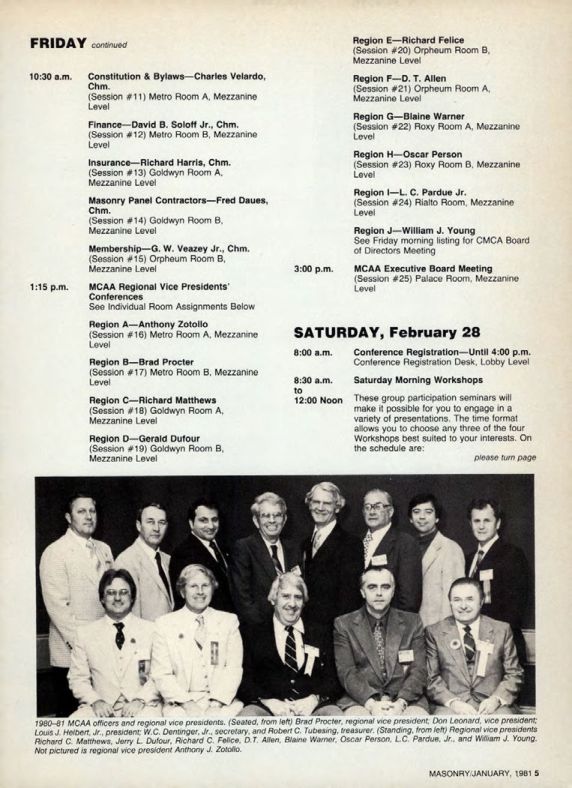 FRIDAY continued
10:30 a.m. Constitution & Bylaws—Charles Velardo,
Chm.
(Session #11) Metro Room A, Mezzanine
Level
Finance—David B. Soloff Jr., Chm.
(Session #12) Metro Room B, Mezzanine
Level
Insurance—Richard Harris, Chm.
(Session #13) Goldwyn Room A,
Mezzanine Level
Masonry Panel Contractors—Fred Daues,
Chm.
(Session #14) Goldwyn Room B,
Mezzanine Level
Membership—G. W. Veazey Jr., Chm.
(Session #15) Orpheum Room B,
Mezzanine Level
1:15 p.m. MCAA Regional Vice Presidents'
Conferences
See Individual Room Assignments Below
Region A—Anthony Zotollo
(Session #16) Metro Room A, Mezzanine
Level
Region B—Brad Procter
(Session #17) Metro Room B, Mezzanine
Level
Region C—Richard Matthews
(Session #18) Goldwyn Room A,
Mezzanine Level
Region D—Gerald Dufour
(Session #19) Goldwyn Room B,
Mezzanine Level
Region E—Richard Felice
(Session #20) Orpheum Room B,
Mezzanine Level
Region F—D. T. Allen
(Session #21) Orpheum Room A,
Mezzanine Level
Region G—Blaine Warner
(Session #22) Roxy Room A, Mezzanine
Level
Region H—Oscar Person
(Session #23) Roxy Room B, Mezzanine
Level
Region I—L. C. Pardue Jr.
(Session #24) Rialto Room, Mezzanine
Level
Region J—William J. Young
See Friday morning listing for CMCA Board
of Directors Meeting
3:00 p.m. MCAA Executive Board Meeting
(Session #25) Palace Room, Mezzanine
Level
SATURDAY, February 28
8:00 a.m. Conference Registration—Until 4:00 p.m.
Conference Registration Desk, Lobby Level
8:30 a.m. Saturday Morning Workshops
to
12:00 Noon These group participation seminars will
make it possible for you to engage in a
variety of presentations. The time format
allows you to choose any three of the four
Workshops best suited to your interests. On
the schedule are:
please turn page
1980–81 MCAA officers and regional vice presidents. (Seated, from left) Brad Procter, regional vice president; Don Leonard, vice president;
Louis J. Helbert, Jr., president; W.C. Dentinger, Jr., secretary, and Robert C. Tubesing, treasurer. (Standing, from left) Regional vice presidents
Richard C. Matthews, Jerry L. Dufour, Richard C. Felice, D.T. Allen, Blaine Warner, Oscar Person, L.C. Pardue, Jr., and William J. Young.
Not pictured is regional vice president Anthony J. Zotollo.
MASONRY/JANUARY, 1981 5